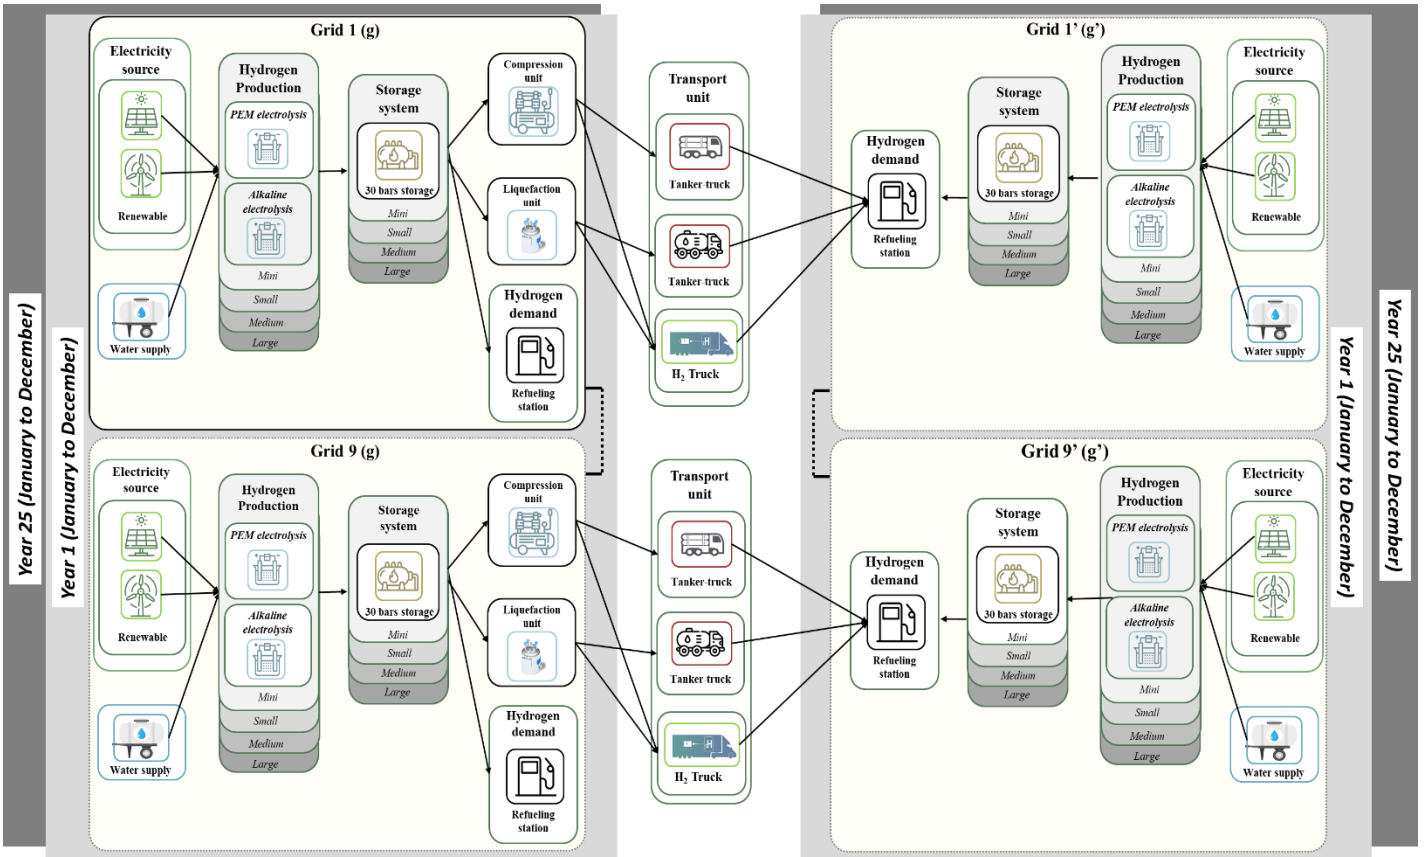 Year 25 (January to December)
Year 1 (January to December)
Grid 1 (g)
Electricity
source
Renewable
Water supply
Hydrogen
Production
PEM electrolysis
Alkaline
electrolysis
Mini
Small
Medium
Large
Storage
system
30 bars storage
Mini
Small
Medium
Large
Compression
unit
Liquefaction
unit
Hydrogen
demand
Refueling
station
Transport
unit
Tanker-truck
Tanker-truck
H₂ Truck
Grid 1' (g')
Hydrogen
demand
Refueling
station
Storage
system
30 bars storage
Mini
Small
Medium
Large
Hydrogen
Production
PEM electrolysis
Alkaline
electrolysis
Mini
Small
Medium
Large
Electricity
source
Renewable
Water supply
Grid 9 (g)
Electricity
source
Renewable
Water supply
Hydrogen
Production
PEM electrolysis
Alkaline
electrolysis
Mini
Small
Medium
Large
Storage
system
30 bars storage
Mini
Small
Medium
Large
Compression
unit
Liquefaction
unit
Hydrogen
demand
Refueling
station
Transport
unit
Tanker-truck
Tanker-truck
H₂ Truck
Grid 9' (g')
Hydrogen
demand
Refueling
station
Storage
system
30 bars storage
Mini
Small
Medium
Large
Hydrogen
Production
PEM electrolysis
Alkaline
electrolysis
Mini
Small
Medium
Large
Electricity
source
Renewable
Water supply
Year 1 (January to December)
Year 25 (January to December)